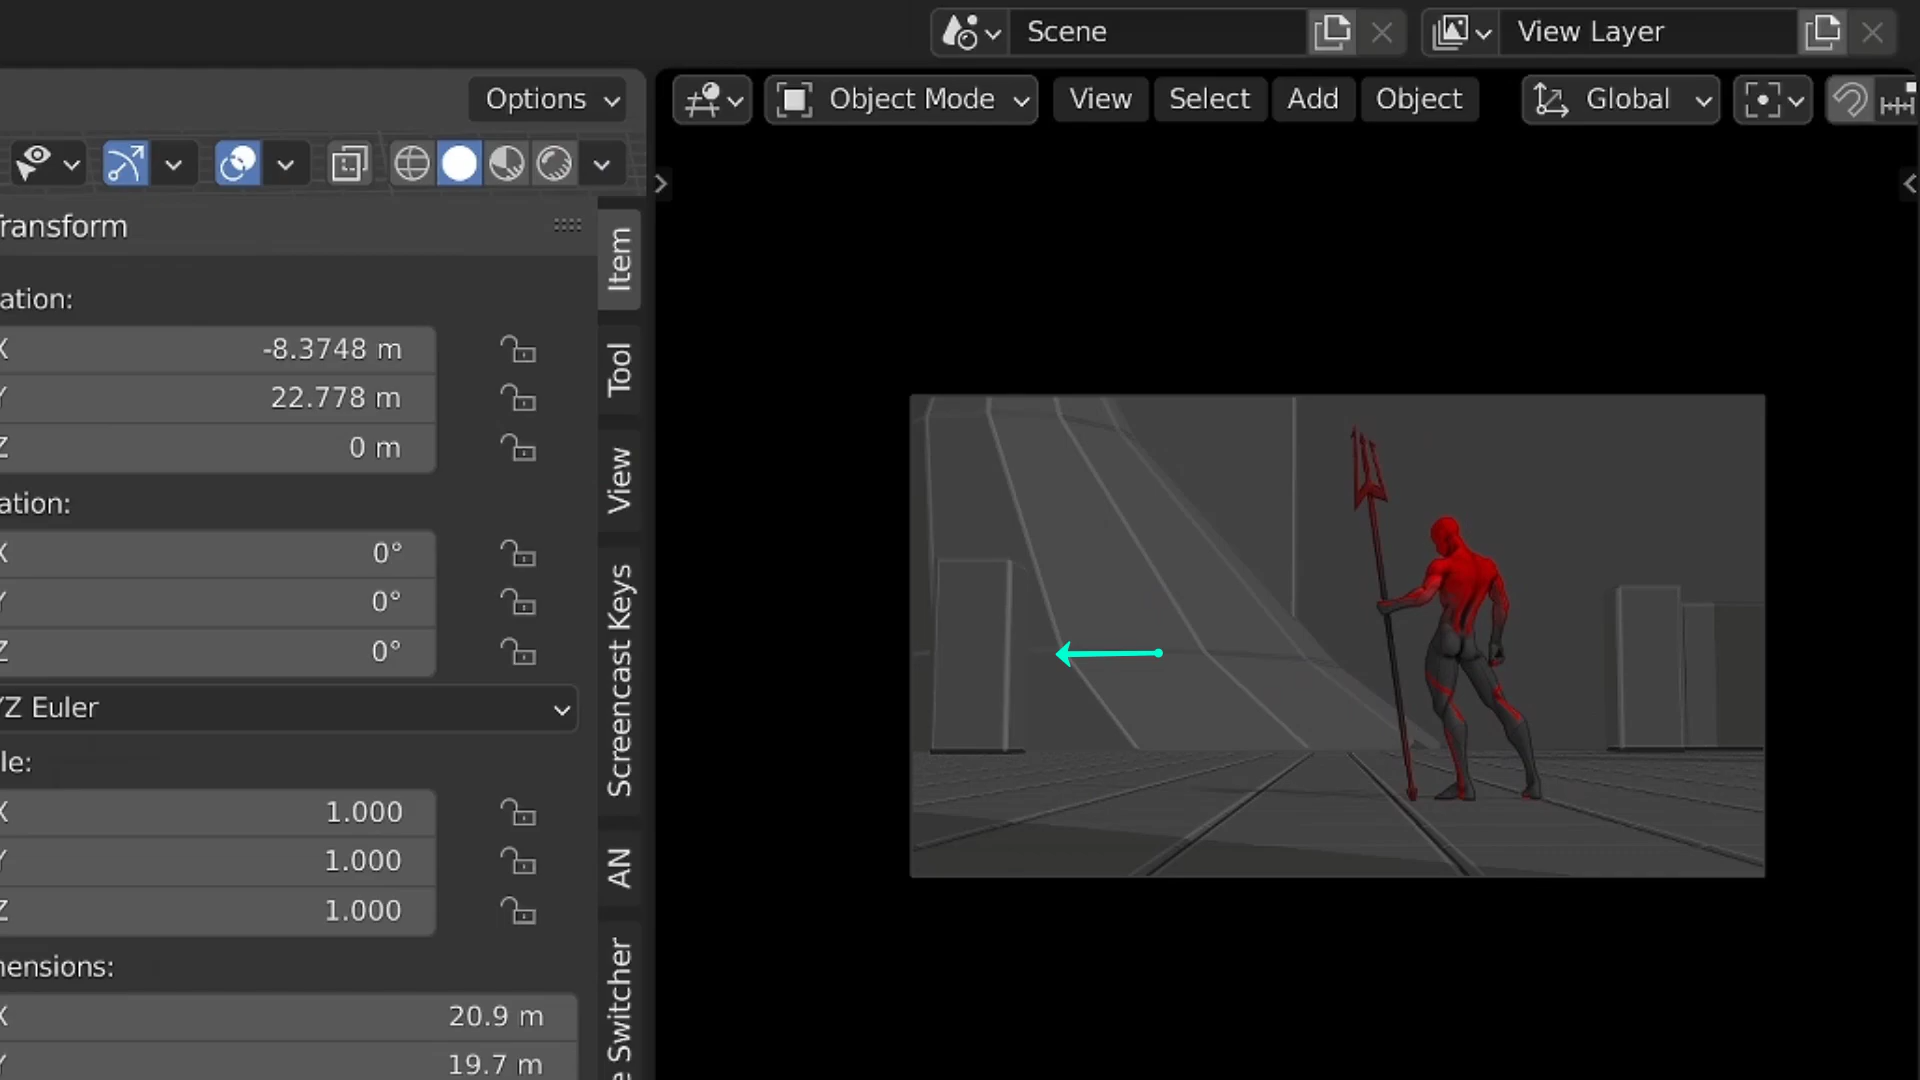 Scene
View Layer
Options
Object Mode
View
Select
Add
Object
Global
ransform
ation:
X
-8.3748 m
Y
22.778 m
Z
0 m
ation:
X
0°
Y
0°
Z
0°
YZ Euler
le:
X
1.000
Y
1.000
Z
1.000
mensions:
X
20.9 m
Y
19.7 m
Item
Tool
View
Screencast Keys
AN
e Switcher